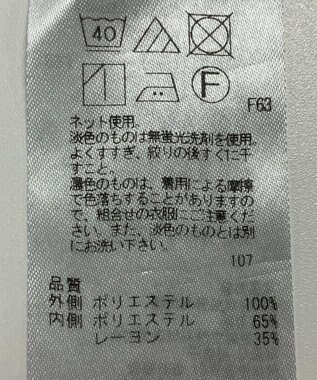 40
F
F63
ネット使用。
淡色のものは無蛍光洗剤を使用。
よくすすぎ、絞りの後すぐに干
すこと。
濃色のものは、着用による摩擦
で色落ちすることがありますの
で、組合せの衣服にご注意くだ
さい。また、淡色のものとは別
にお洗い下さい。
107
品質
外側 ポリエステル 100%
内側 ポリエステル 65%
レーヨン 35%